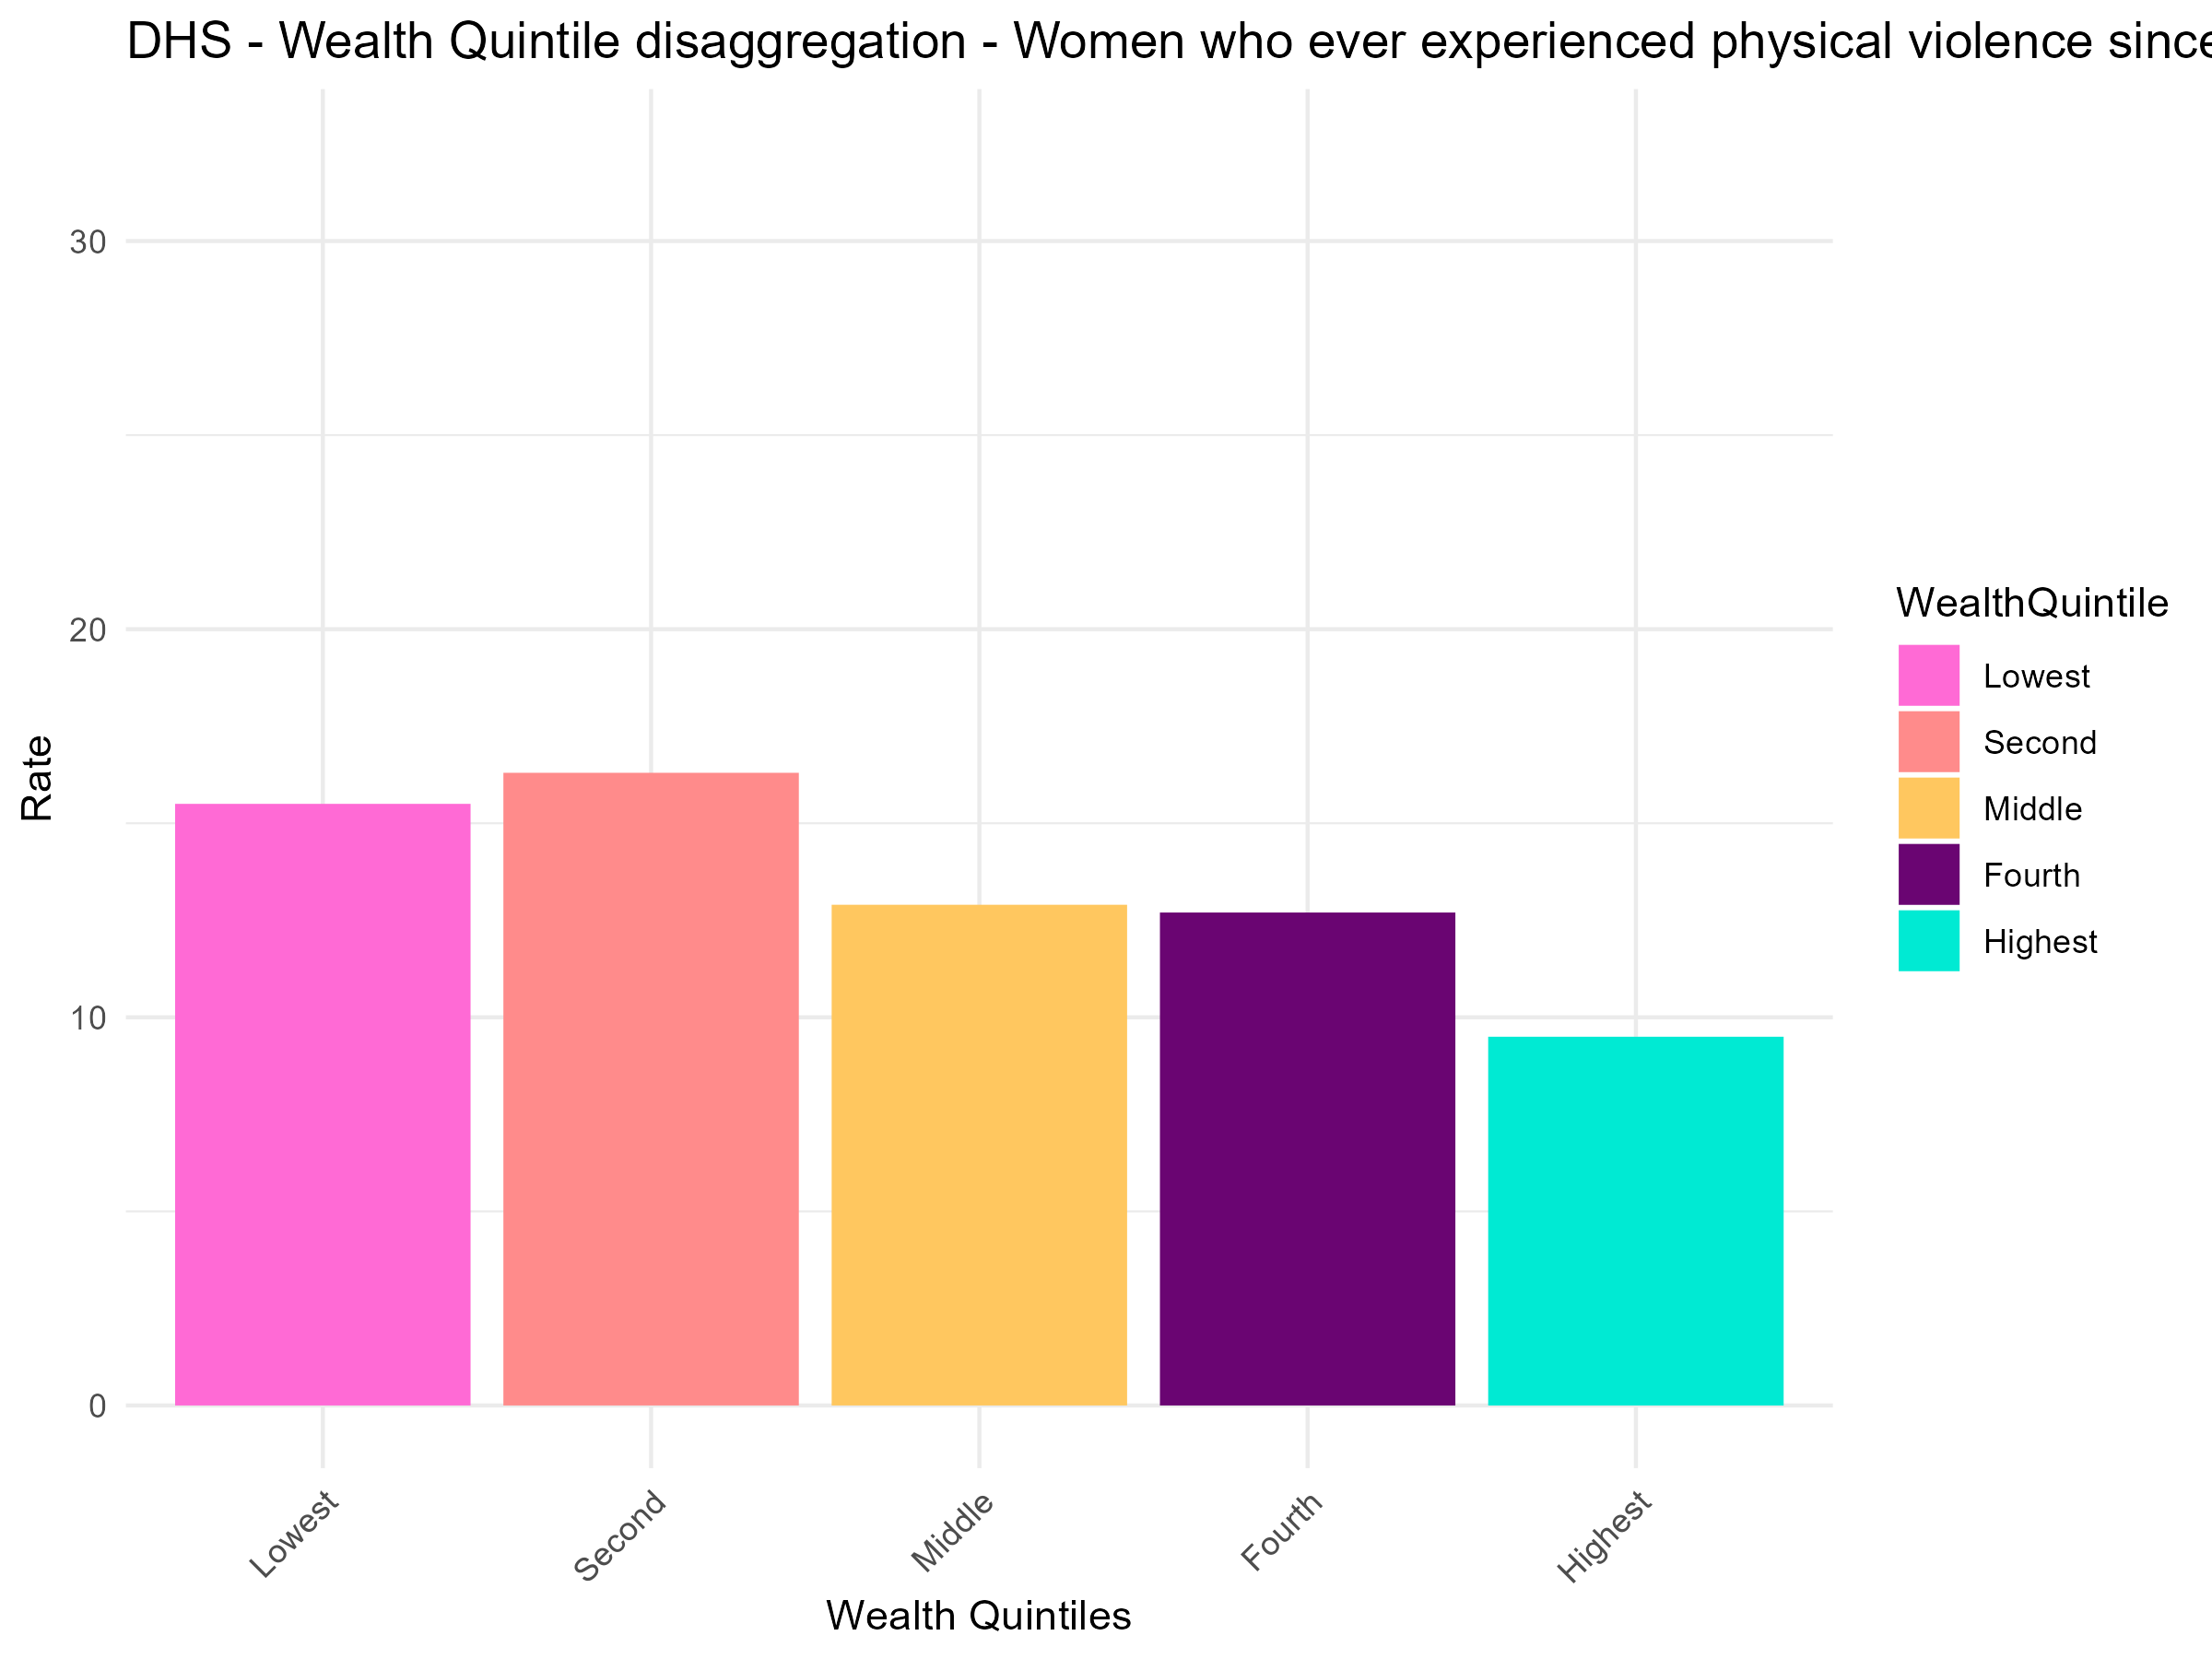 DHS - Wealth Quintile disaggregation - Women who ever experienced physical violence since
30
20
10
0
Rate
Lowest
Second
Middle
Fourth
Highest
Wealth Quintiles
WealthQuintile
Lowest
Second
Middle
Fourth
Highest